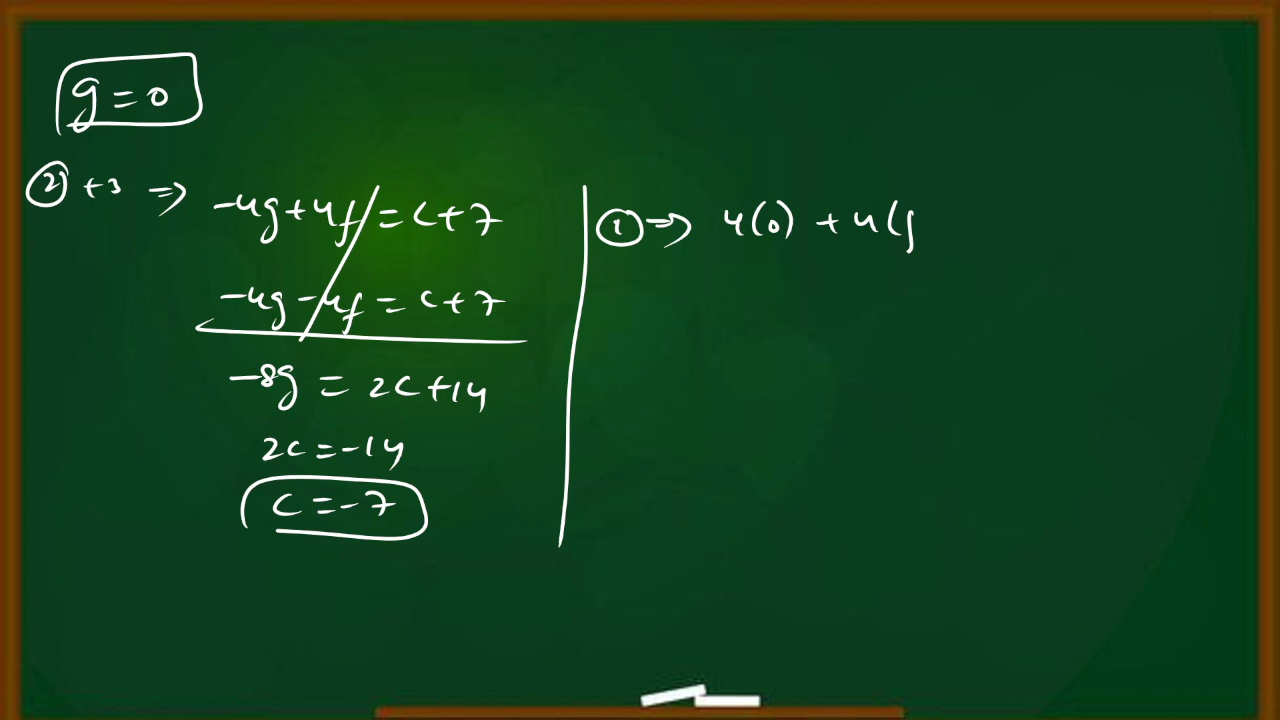 g = 0
② + 3 ⇒ -4g + 4f = c + 7
-4g - 4f = c + 7
-8g = 2c + 14
2c = -14
c = -7
① ⇒ 4(0) + 4(f